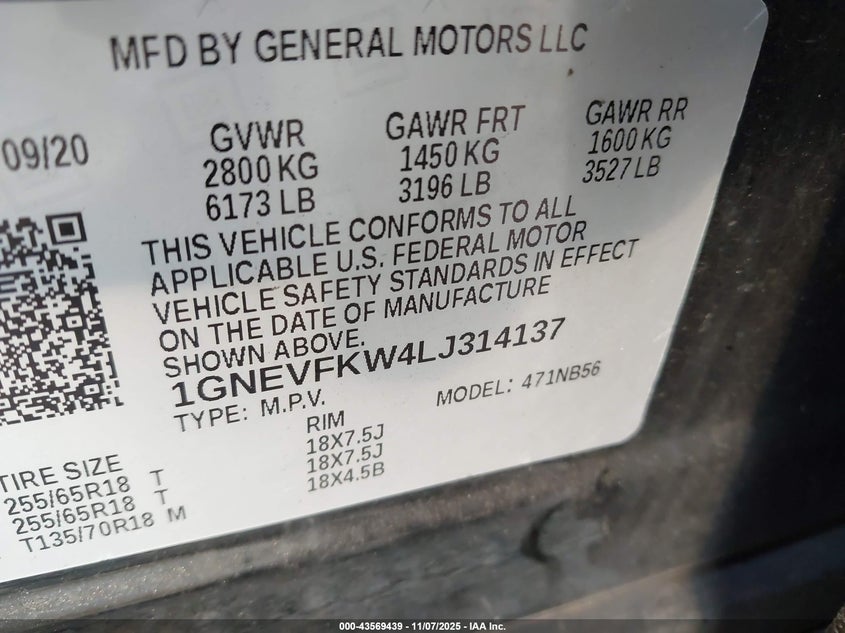 MFD BY GENERAL MOTORS LLC
09/20
GVWR
2800 KG
6173 LB
GAWR FRT
1450 KG
3196 LB
GAWR RR
1600 KG
3527 LB
THIS VEHICLE CONFORMS TO ALL
APPLICABLE U.S. FEDERAL MOTOR
VEHICLE SAFETY STANDARDS IN EFFECT
ON THE DATE OF MANUFACTURE
SHOWN ABOVE.
1GNEVFKW4LJ314137
TYPE: M.P.V.
MODEL: 471NB56
TIRE SIZE
255/65R18 T
255/65R18 T
T135/70R18 M
RIM
18X7.5J
18X7.5J
18X4.5B
000-43569439 - 11/07/2025 - IAA Inc.